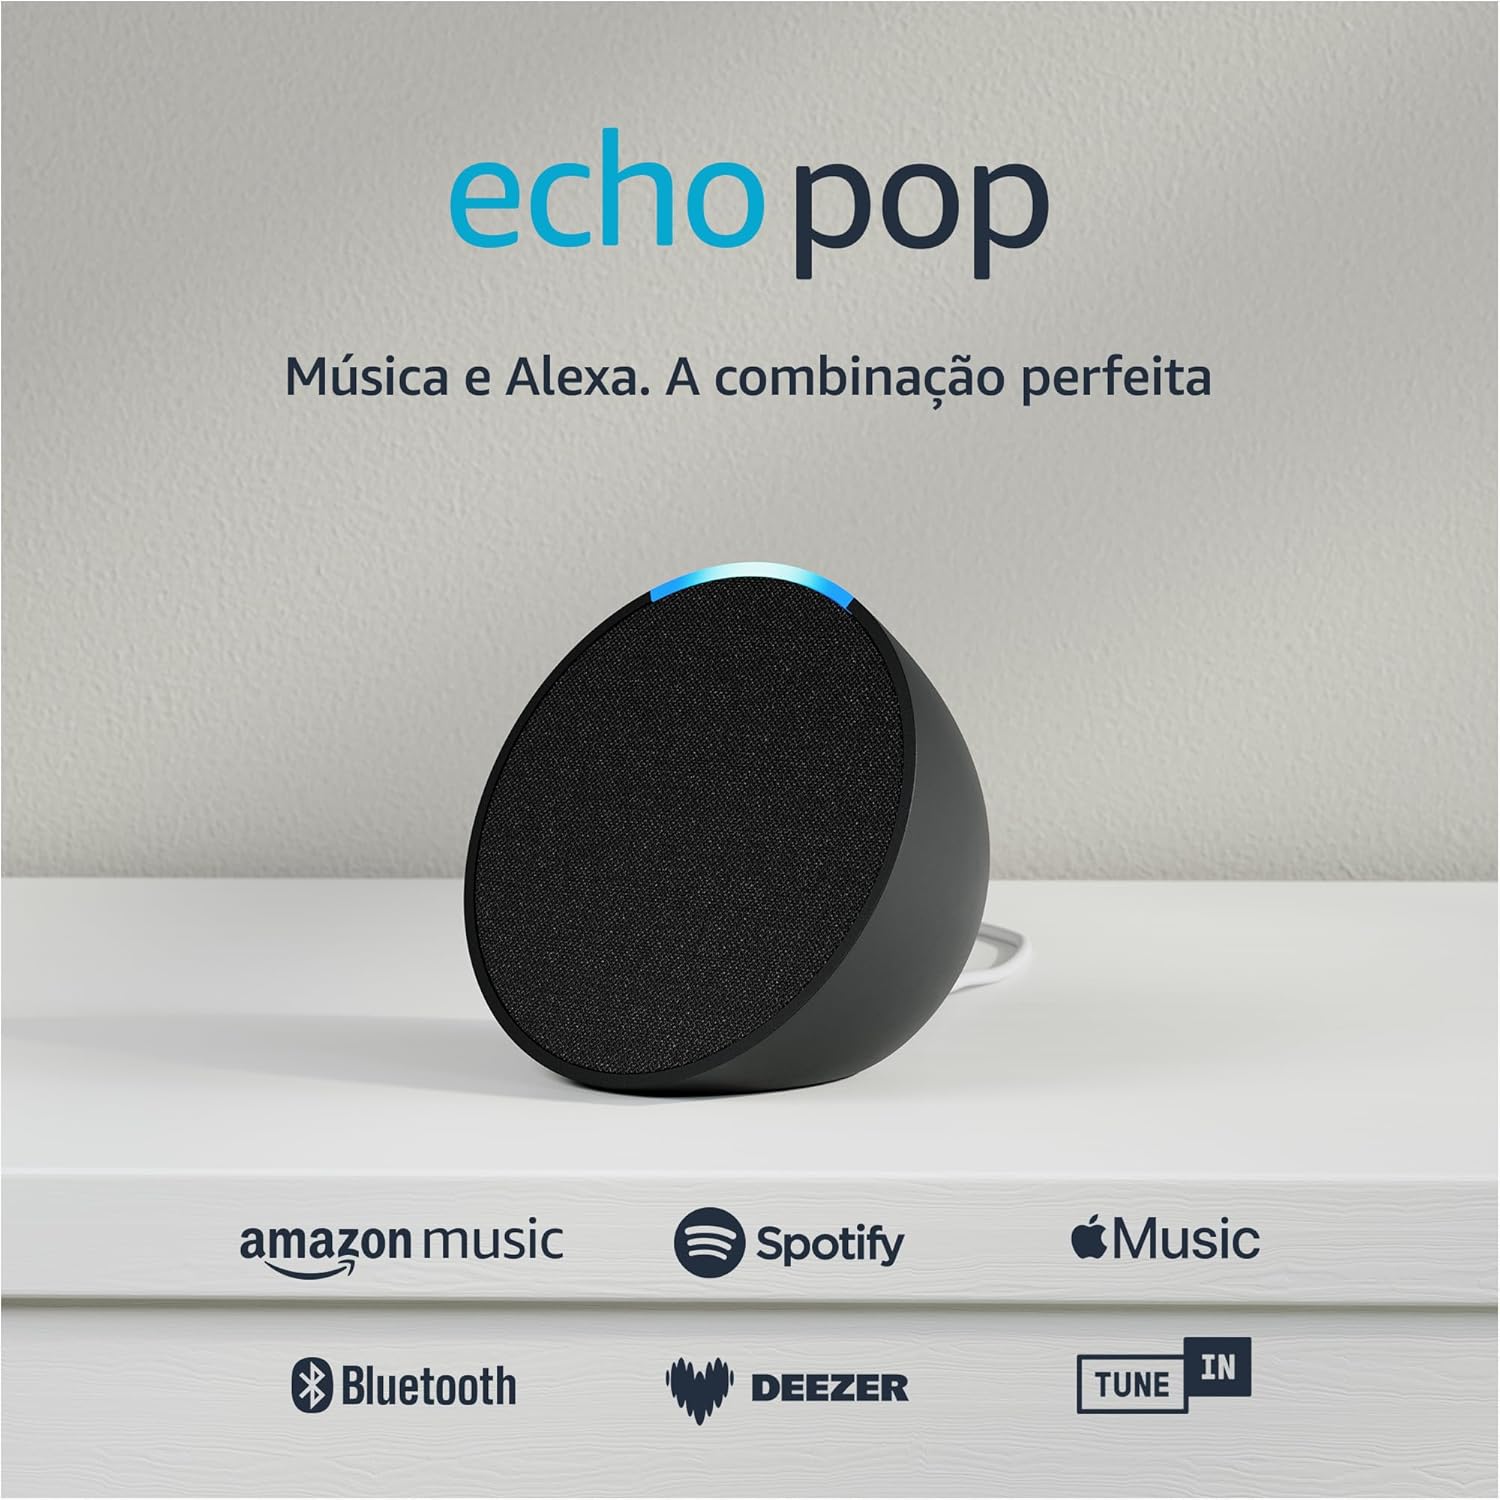 echo pop
Música e Alexa. A combinação perfeita
amazon music
Spotify
Music
Bluetooth
DEEZER
TUNE IN